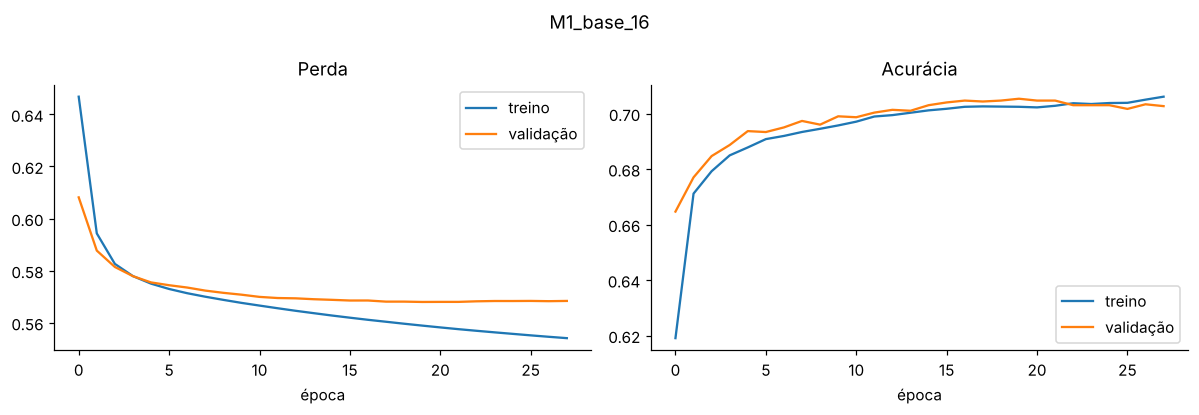 M1_base_16
Perda
treino
validação
0.64
0.62
0.60
0.58
0.56
0 5 10 15 20 25
época
Acurácia
0.70
0.68
0.66
0.64
0.62
treino
validação
0 5 10 15 20 25
época